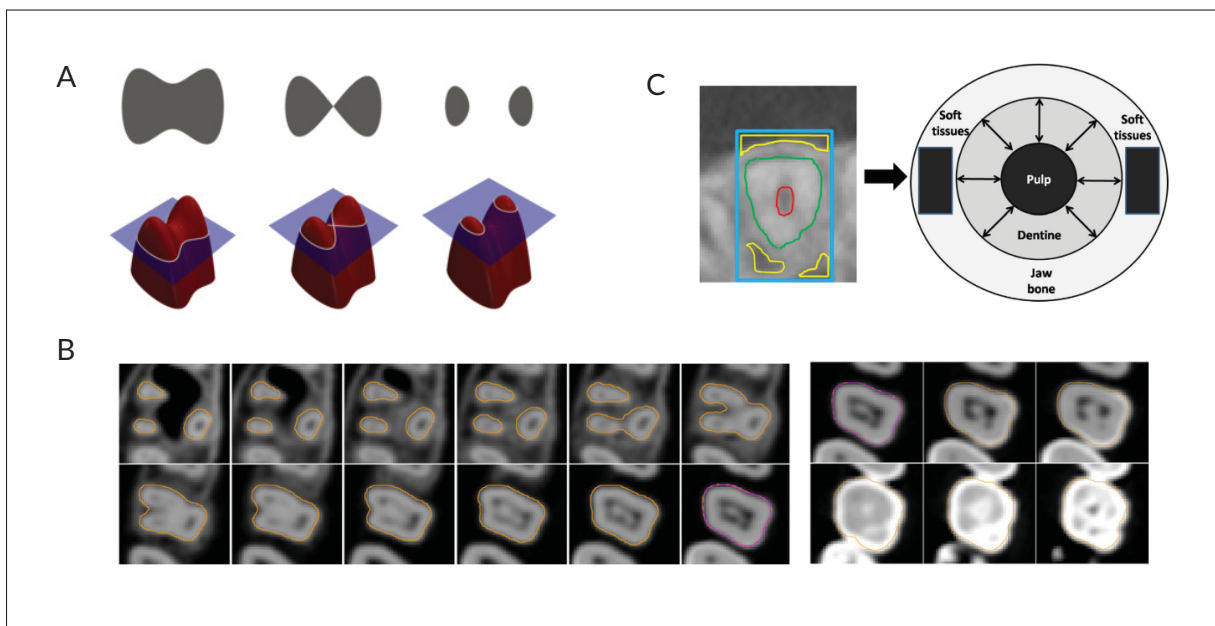 A
C
Soft
tissues
Soft
tissues
Pulp
Dentine
Jaw
bone
B